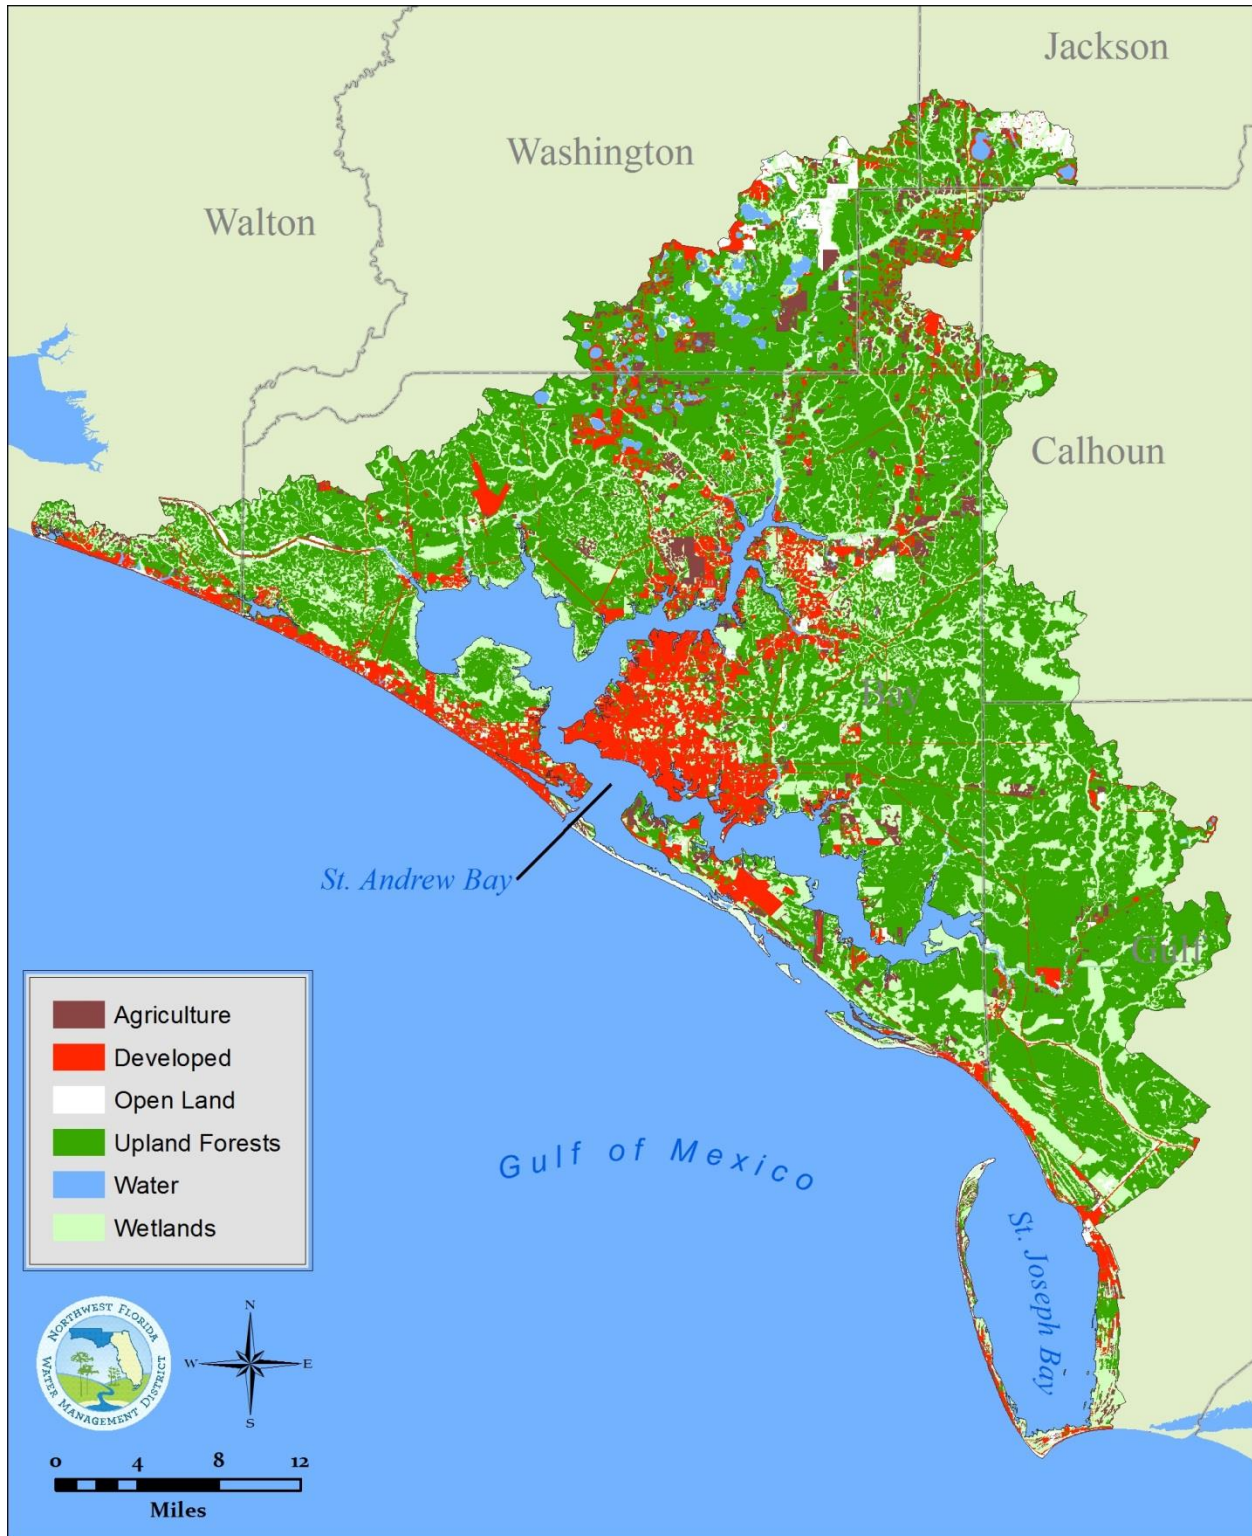 Jackson
Washington
Walton
Calhoun
Bay
St. Andrew Bay
Gulf
Agriculture
Developed
Open Land
Upland Forests
Water
Wetlands
Gulf of Mexico
St. Joseph Bay
NORTHWEST FLORIDA
WATER MANAGEMENT DISTRICT
N
W E
S
0 4 8 12
Miles